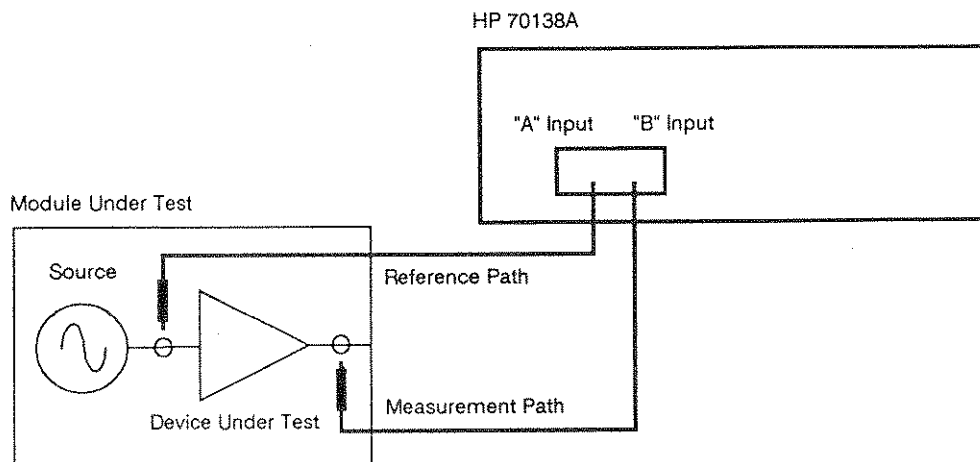 HP 70138A
"A" Input
"B" Input
Module Under Test
Source
Reference Path
Measurement Path
Device Under Test